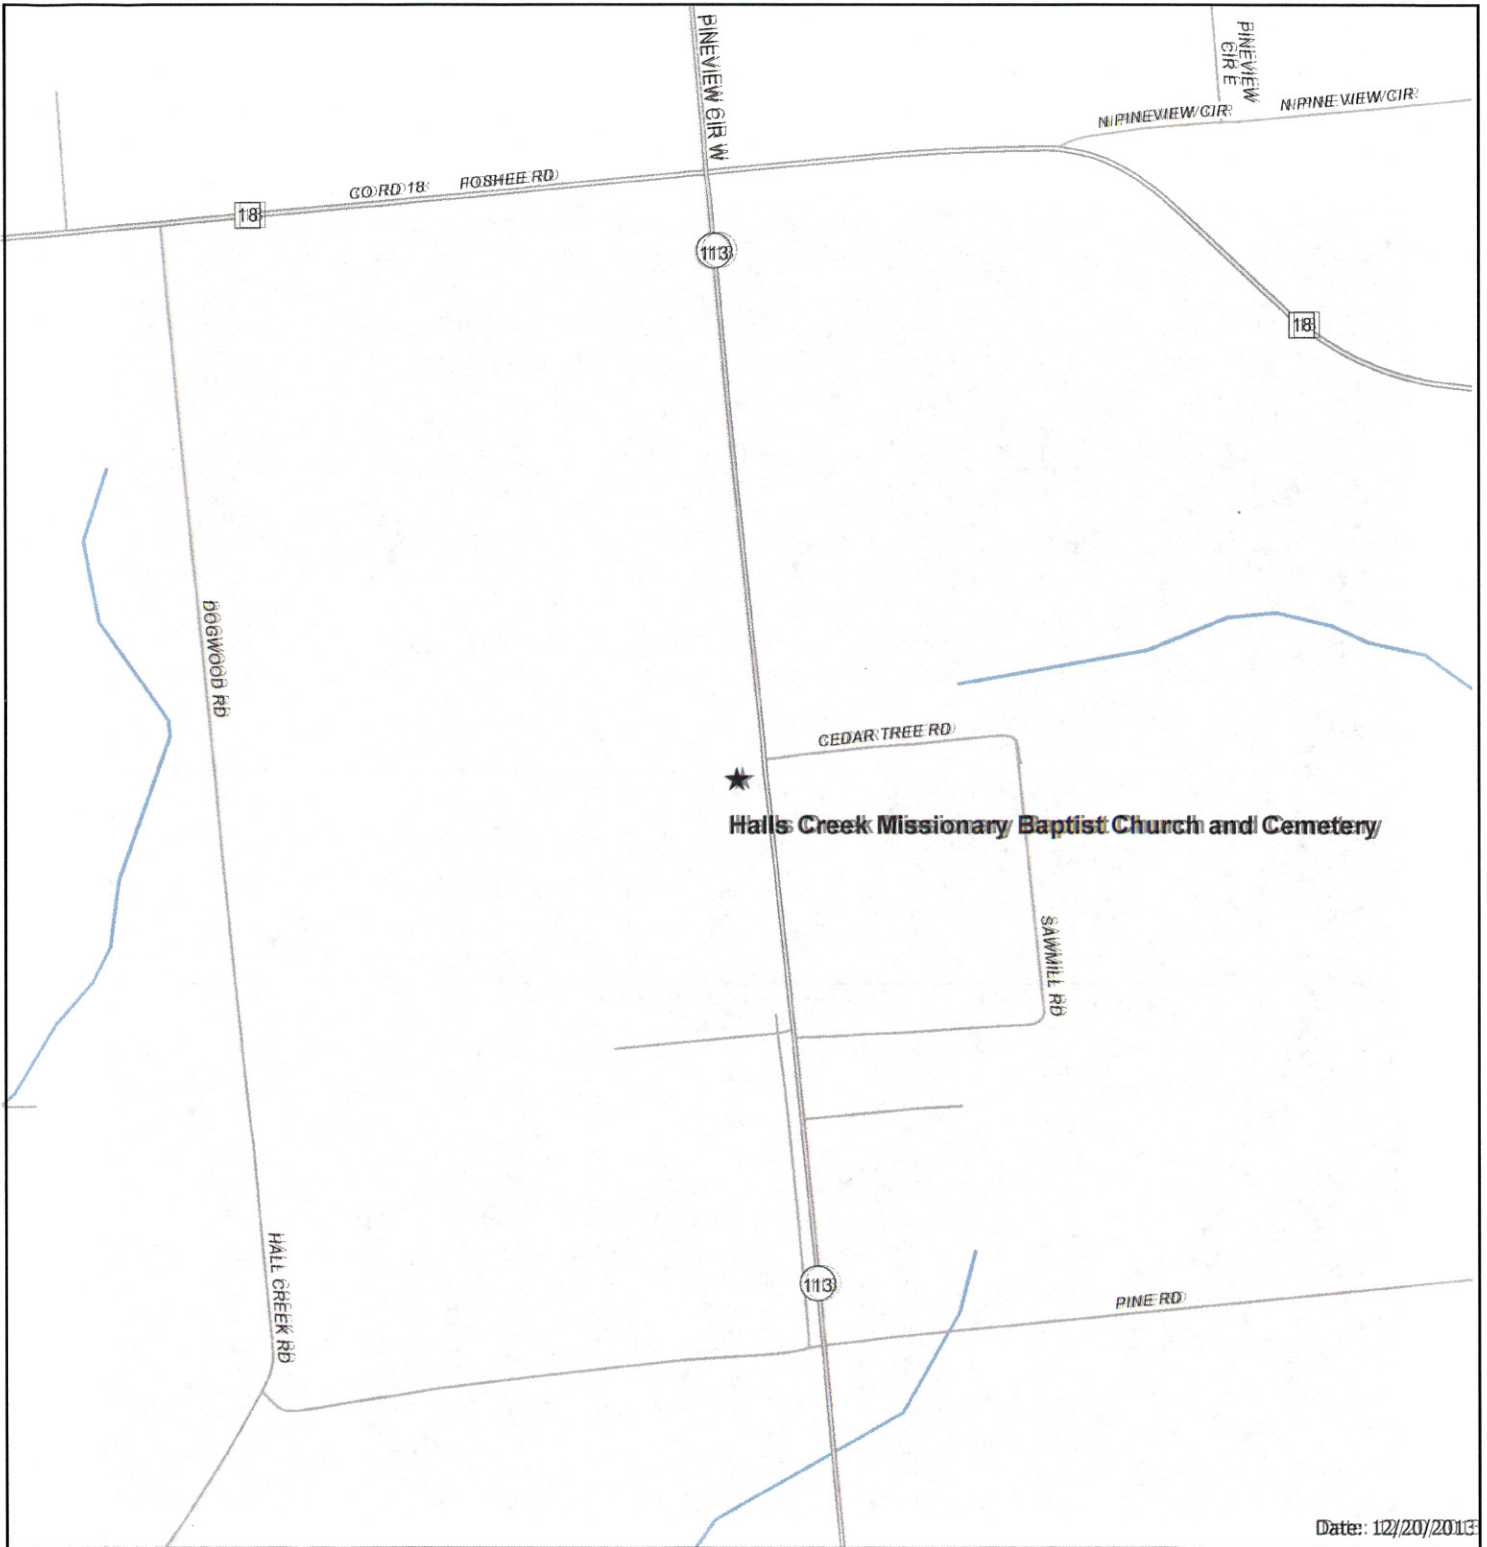 PINEVIEW CIR W
PINEVIEW
CIR E
N PINEVIEW CIR
N PINE VIEW CIR
CO RD 18
FOSHEE RD
18
113
18
DOGWOOD RD
CEDAR TREE RD
Halls Creek Missionary Baptist Church and Cemetery
SAWMILL RD
HALL CREEK RD
113
PINE RD
Date: 12/20/2013